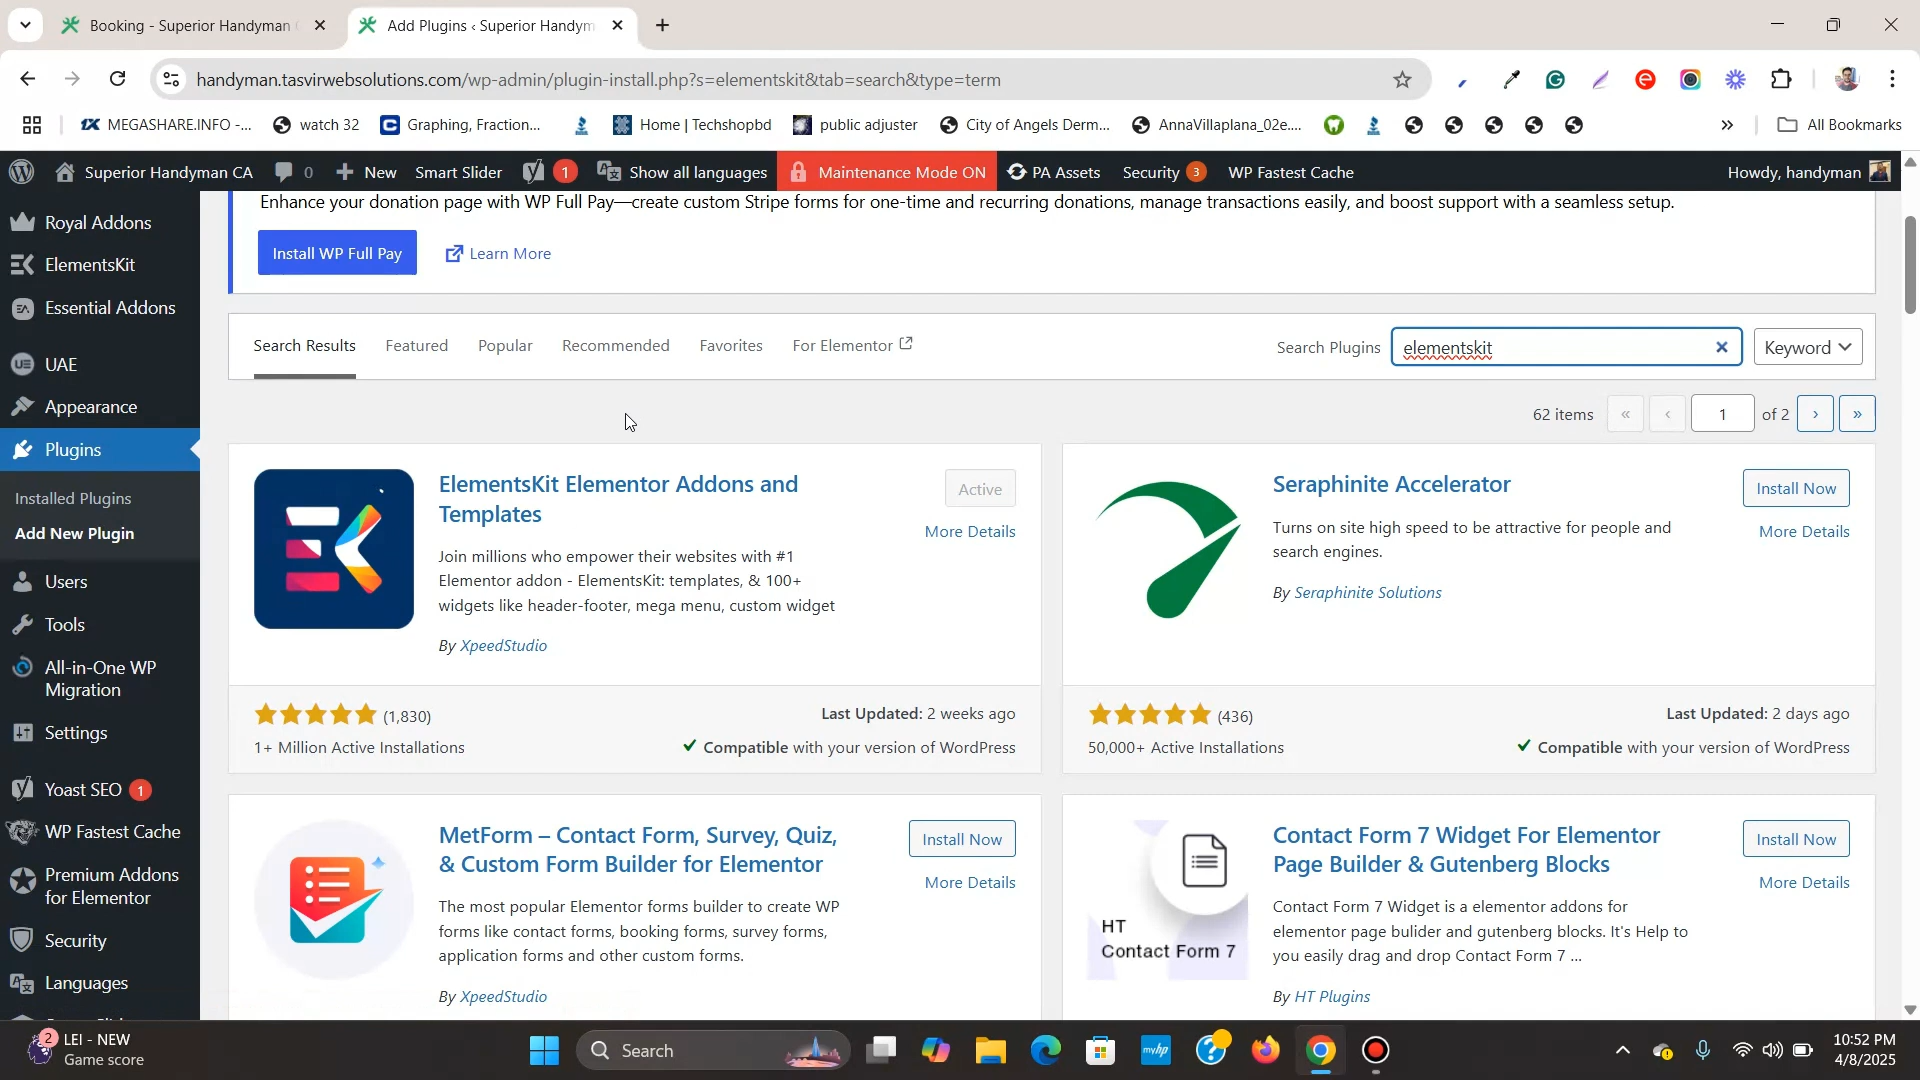 Booking - Superior Handyman
Add Plugins ‹ Superior Handym
handyman.tasvirwebsolutions.com/wp-admin/plugin-install.php?s=elementskit&tab=search&type=term
MEGASHARE.INFO -...
watch 32
Graphing, Fraction...
Home | Techshopbd
public adjuster
City of Angels Derm...
AnnaVillaplana_02e....
»
All Bookmarks
Superior Handyman CA
0
New
Smart Slider
1
Show all languages
Maintenance Mode ON
PA Assets
Security 3
WP Fastest Cache
Howdy, handyman
Royal Addons
ElementsKit
Essential Addons
UAE
Appearance
Plugins
Installed Plugins
Add New Plugin
Users
Tools
All-in-One WP
Migration
Settings
Yoast SEO 1
WP Fastest Cache
Premium Addons
for Elementor
Security
Languages
Enhance your donation page with WP Full Pay—create custom Stripe forms for one-time and recurring donations, manage transactions easily, and boost support with a seamless setup.
Install WP Full Pay
Learn More
Search Results
Featured
Popular
Recommended
Favorites
For Elementor
Search Plugins
elementskit
Keyword
62 items
«
‹
1
of 2
›
»
ElementsKit Elementor Addons and
Templates
Active
More Details
Join millions who empower their websites with #1
Elementor addon - ElementsKit: templates, & 100+
widgets like header-footer, mega menu, custom widget
By XpeedStudio
(1,830)
1+ Million Active Installations
Last Updated: 2 weeks ago
Compatible with your version of WordPress
Seraphinite Accelerator
Install Now
More Details
Turns on site high speed to be attractive for people and
search engines.
By Seraphinite Solutions
(436)
50,000+ Active Installations
Last Updated: 2 days ago
Compatible with your version of WordPress
MetForm – Contact Form, Survey, Quiz,
& Custom Form Builder for Elementor
Install Now
More Details
The most popular Elementor forms builder to create WP
forms like contact forms, booking forms, survey forms,
application forms and other custom forms.
By XpeedStudio
HT
Contact Form 7
Contact Form 7 Widget For Elementor
Page Builder & Gutenberg Blocks
Install Now
More Details
Contact Form 7 Widget is a elementor addons for
elementor page builder and gutenberg blocks. It's Help to
you easily drag and drop Contact Form 7 ...
By HT Plugins
2
LEI - NEW
Game score
Search
myhp
10:52 PM
4/8/2025